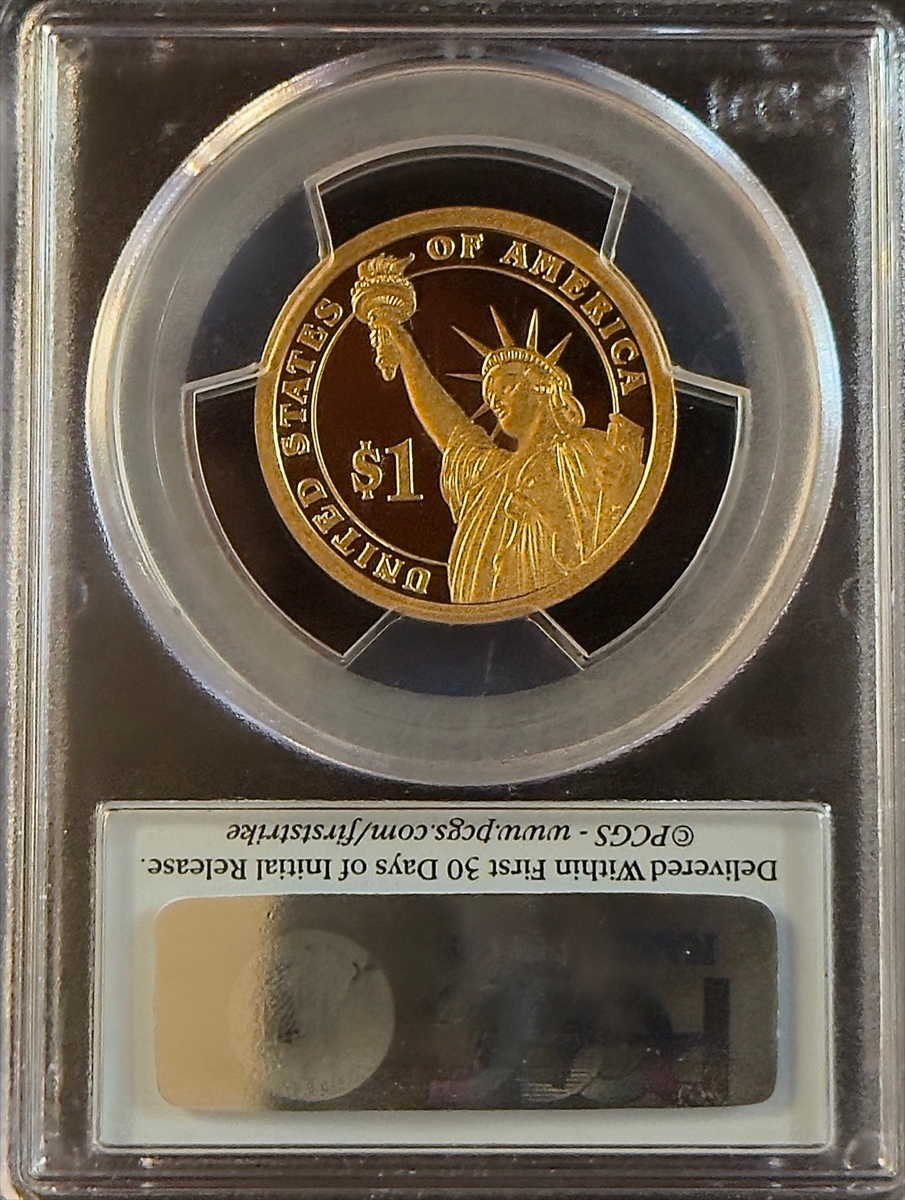 UNITED STATES OF AMERICA
$1
Delivered Within First 30 Days of Initial Release.
©PCGS - www.pcgs.com/firststrike